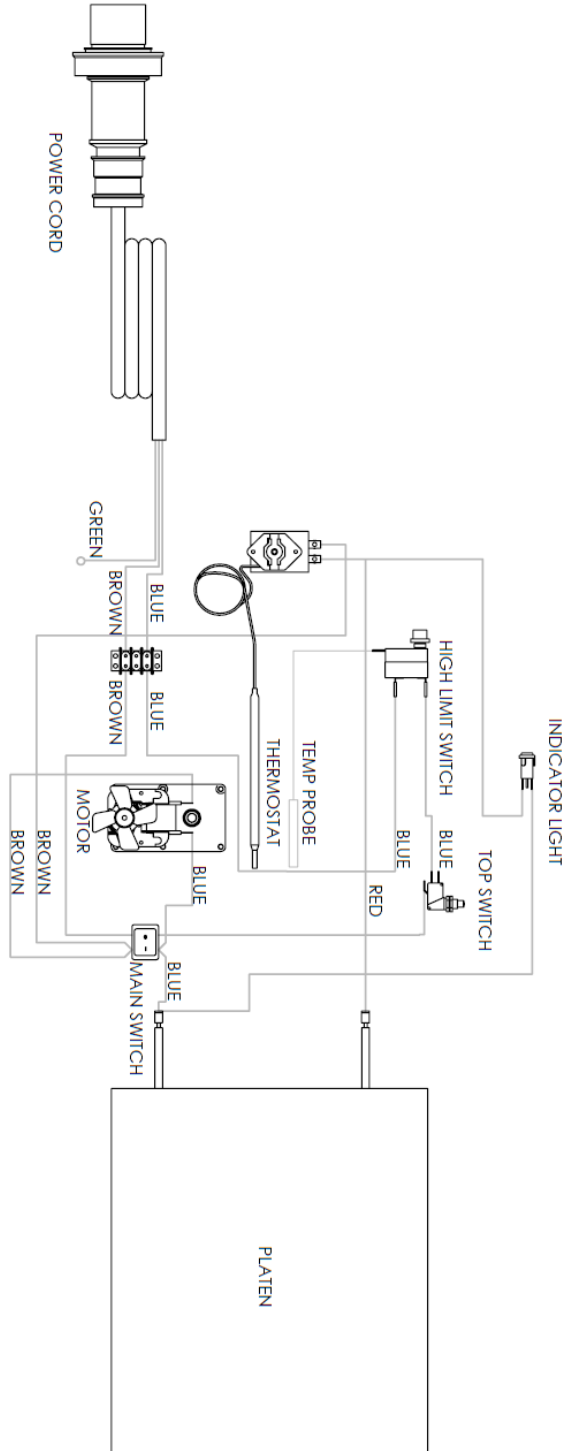 INDICATOR LIGHT
TOP SWITCH
HIGH LIMIT SWITCH
BLUE
BLUE
RED
TEMP PROBE
THERMOSTAT
PLATEN
BLUE
BLUE
BLUE
BLUE
MAIN SWITCH
BROWN
BROWN
GREEN
MOTOR
POWER CORD
BROWN
BROWN